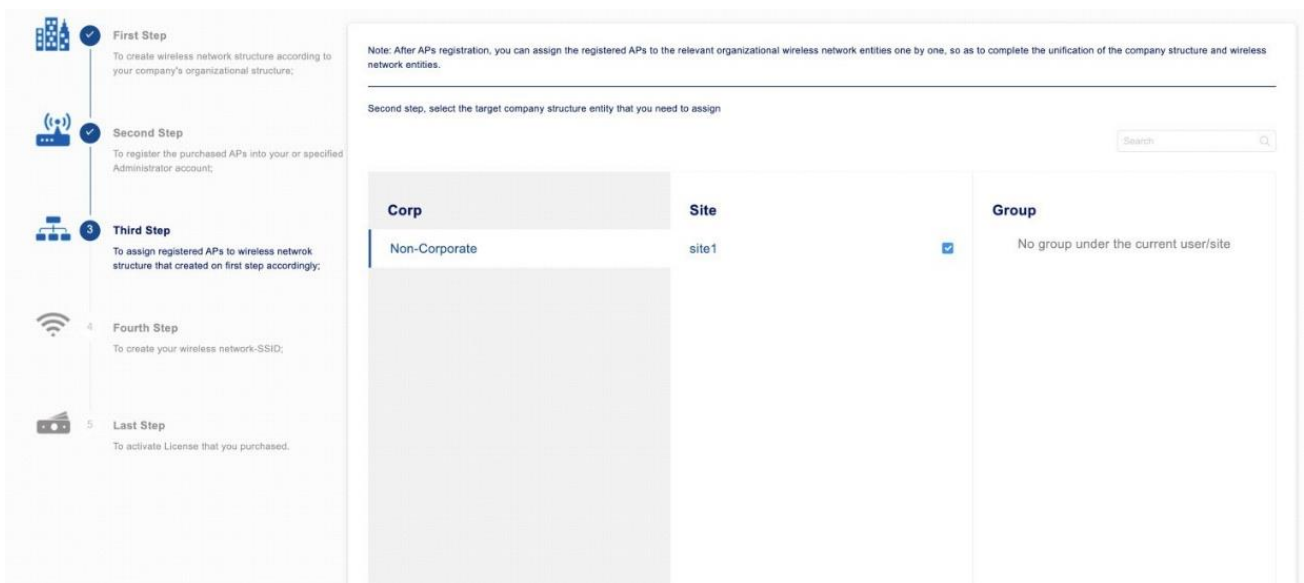 First Step
To create wireless network structure according to
your company's organizational structure;
Second Step
To register the purchased APs into your or specified
Administrator account;
3
Third Step
To assign registered APs to wireless netwrok
structure that created on first step accordingly;
4
Fourth Step
To create your wireless network-SSID;
5
Last Step
To activate License that you purchased.
Note: After APs registration, you can assign the registered APs to the relevant organizational wireless network entities one by one, so as to complete the unification of the company structure and wireless
network entities.
Second step, select the target company structure entity that you need to assign
Search
Corp
Non-Corporate
Site
site1
Group
No group under the current user/site